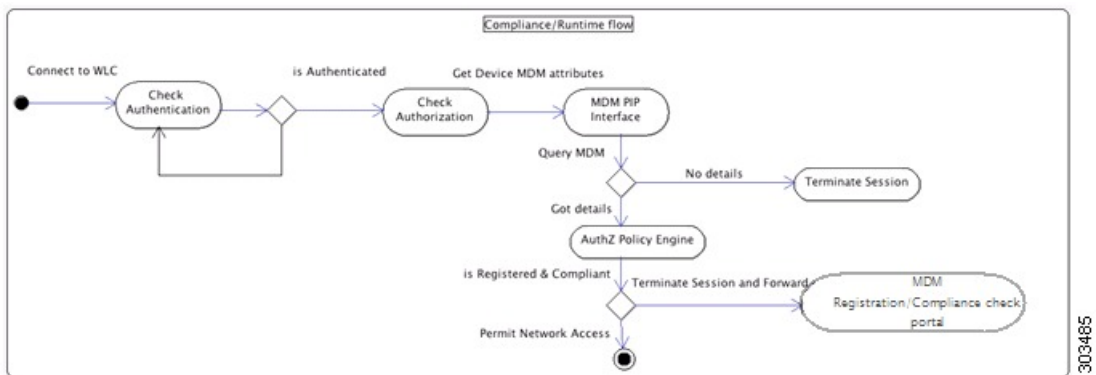 Compliance/Runtime flow
Connect to WLC
is Authenticated
Get Device MDM attributes
Check
Authentication
Check
Authorization
MDM PIP
Interface
Query MDM
No details
Terminate Session
Got details
AuthZ Policy Engine
is Registered & Compliant
Terminate Session and Forward
MDM
Registration/Compliance check
portal
Permit Network Access
303485